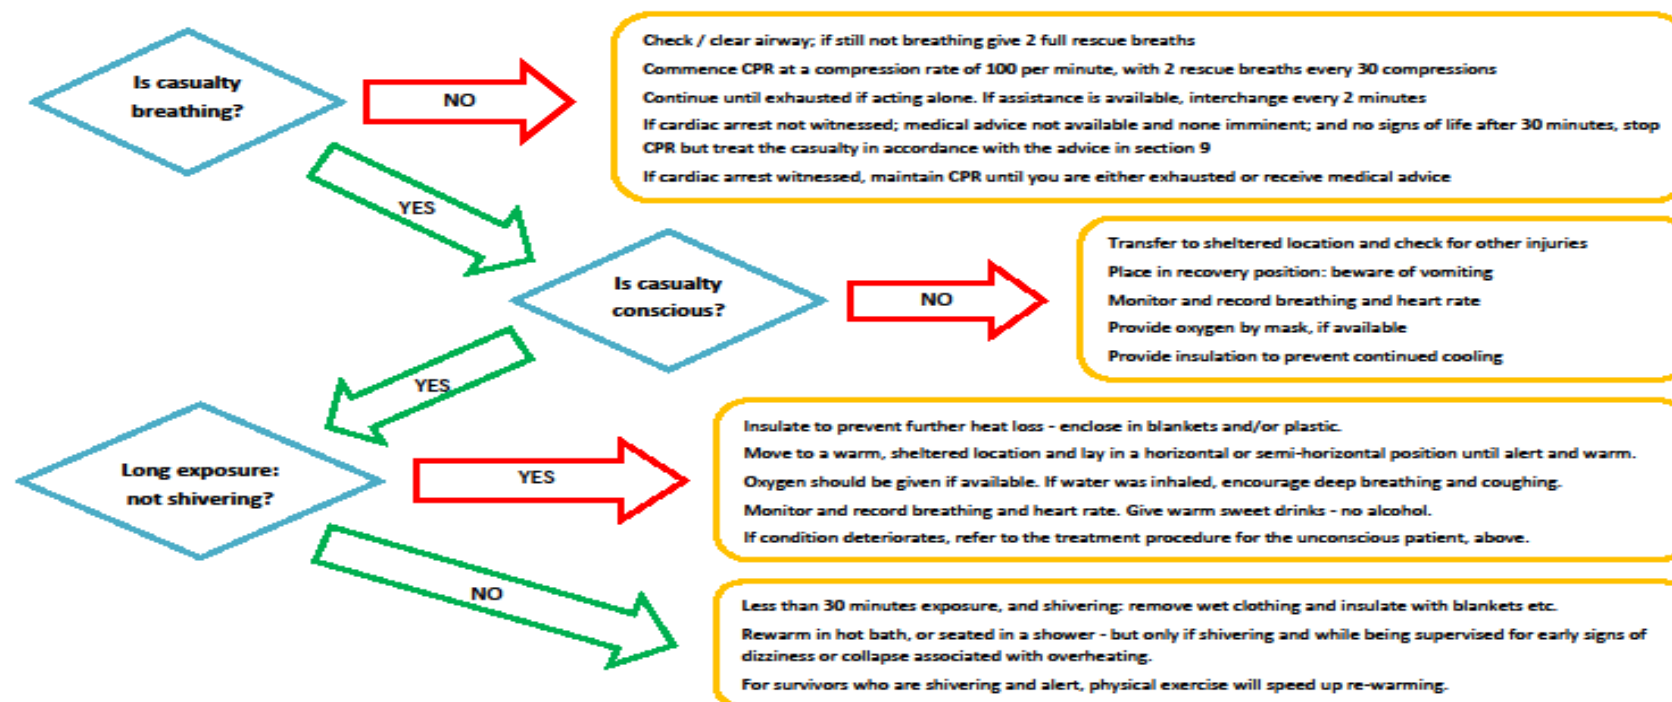 Is casualty
breathing?
NO
Check / clear airway; if still not breathing give 2 full rescue breaths
Commence CPR at a compression rate of 100 per minute, with 2 rescue breaths every 30 compressions
Continue until exhausted if acting alone. If assistance is available, interchange every 2 minutes
If cardiac arrest not witnessed; medical advice not available and none imminent; and no signs of life after 30 minutes, stop
CPR but treat the casualty in accordance with the advice in section 9
If cardiac arrest witnessed, maintain CPR until you are either exhausted or receive medical advice
YES
Is casualty
conscious?
NO
Transfer to sheltered location and check for other injuries
Place in recovery position: beware of vomiting
Monitor and record breathing and heart rate
Provide oxygen by mask, if available
Provide insulation to prevent continued cooling
YES
Long exposure:
not shivering?
YES
Insulate to prevent further heat loss - enclose in blankets and/or plastic.
Move to a warm, sheltered location and lay in a horizontal or semi-horizontal position until alert and warm.
Oxygen should be given if available. If water was inhaled, encourage deep breathing and coughing.
Monitor and record breathing and heart rate. Give warm sweet drinks - no alcohol.
If condition deteriorates, refer to the treatment procedure for the unconscious patient, above.
NO
Less than 30 minutes exposure, and shivering: remove wet clothing and insulate with blankets etc.
Rewarm in hot bath, or seated in a shower - but only if shivering and while being supervised for early signs of
dizziness or collapse associated with overheating.
For survivors who are shivering and alert, physical exercise will speed up re-warming.